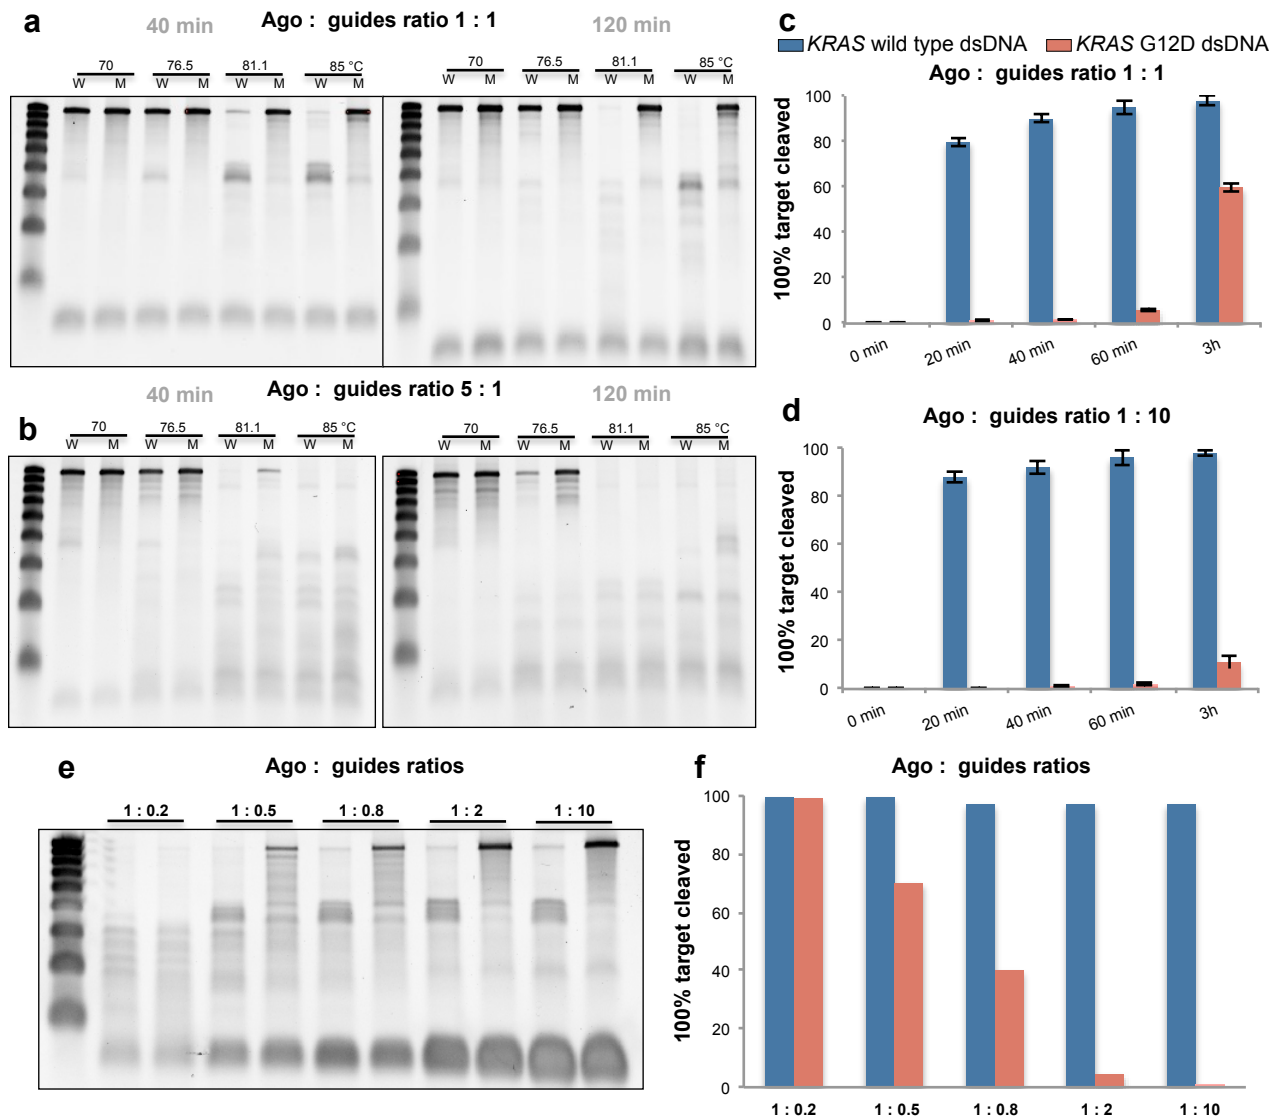 a
40 min
Ago : guides ratio 1 : 1
120 min
70
76.5
81.1
85 °C
W
M
W
M
W
M
W
M
70
76.5
81.1
85 °C
W
M
W
M
W
M
W
M
b
40 min
Ago : guides ratio 5 : 1
120 min
70
76.5
81.1
85 °C
W
M
W
M
W
M
W
M
70
76.5
81.1
85 °C
W
M
W
M
W
M
W
M
c
KRAS wild type dsDNA
KRAS G12D dsDNA
Ago : guides ratio 1 : 1
100% target cleaved
100
80
60
40
20
0
0 min
20 min
40 min
60 min
3h
d
Ago : guides ratio 1 : 10
100% target cleaved
100
80
60
40
20
0
0 min
20 min
40 min
60 min
3h
e
Ago : guides ratios
1 : 0.2
1 : 0.5
1 : 0.8
1 : 2
1 : 10
f
Ago : guides ratios
100% target cleaved
100
80
60
40
20
0
1 : 0.2
1 : 0.5
1 : 0.8
1 : 2
1 : 10